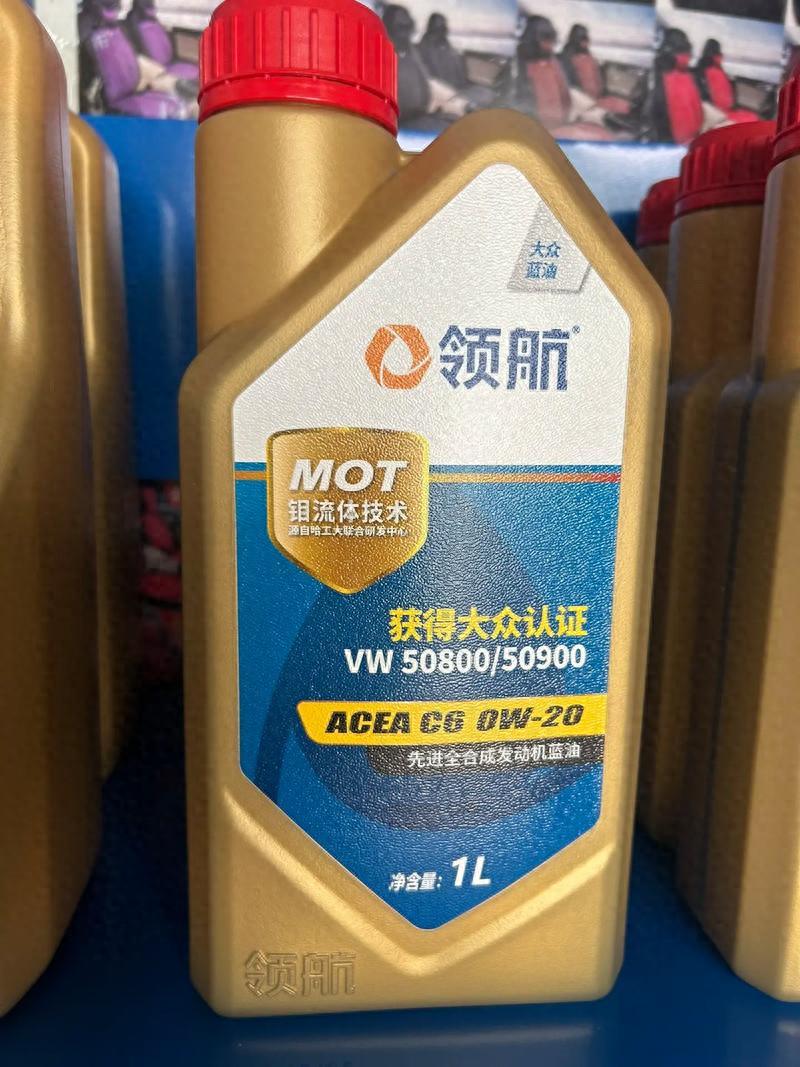 大众
蓝油
领航®
MOT
钼流体技术
源自哈工大联合研发中心
获得大众认证
VW 50800/50900
ACEA C6 0W-20
先进全合成发动机蓝油
净含量：1L
领航